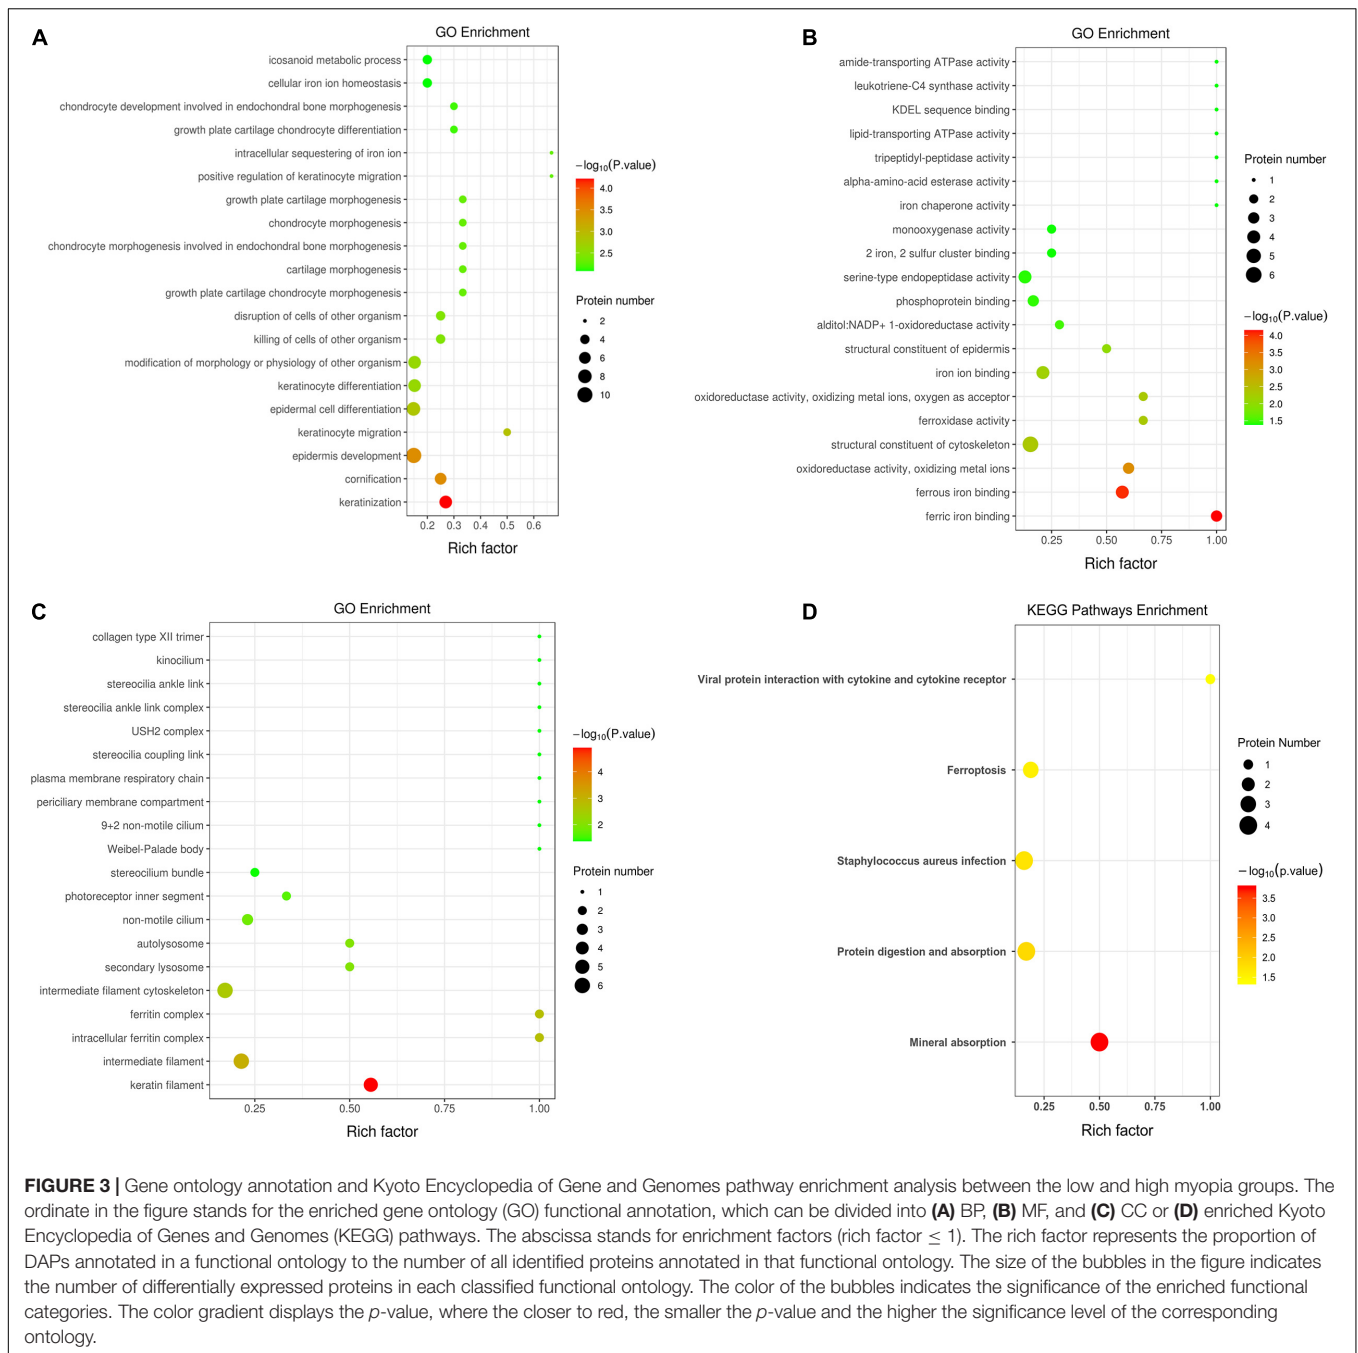 A
GO Enrichment
icosanoid metabolic process
cellular iron ion homeostasis
chondrocyte development involved in endochondral bone morphogenesis
growth plate cartilage chondrocyte differentiation
intracellular sequestering of iron ion
positive regulation of keratinocyte migration
growth plate cartilage morphogenesis
chondrocyte morphogenesis
chondrocyte morphogenesis involved in endochondral bone morphogenesis
cartilage morphogenesis
growth plate cartilage chondrocyte morphogenesis
disruption of cells of other organism
killing of cells of other organism
modification of morphology or physiology of other organism
keratinocyte differentiation
epidermal cell differentiation
keratinocyte migration
epidermis development
cornification
keratinization
0.2 0.3 0.4 0.5 0.6
Rich factor
−log10(P.value)
4.0
3.5
3.0
2.5
Protein number
2
4
6
8
10
B
GO Enrichment
amide-transporting ATPase activity
leukotriene-C4 synthase activity
KDEL sequence binding
lipid-transporting ATPase activity
tripeptidyl-peptidase activity
alpha-amino-acid esterase activity
iron chaperone activity
monooxygenase activity
2 iron, 2 sulfur cluster binding
serine-type endopeptidase activity
phosphoprotein binding
alditol:NADP+ 1-oxidoreductase activity
structural constituent of epidermis
iron ion binding
oxidoreductase activity, oxidizing metal ions, oxygen as acceptor
ferroxidase activity
structural constituent of cytoskeleton
oxidoreductase activity, oxidizing metal ions
ferrous iron binding
ferric iron binding
0.25 0.50 0.75 1.00
Rich factor
Protein number
1
2
3
4
5
6
−log10(P.value)
4.0
3.5
3.0
2.5
2.0
1.5
C
GO Enrichment
collagen type XII trimer
kinocilium
stereocilia ankle link
stereocilia ankle link complex
USH2 complex
stereocilia coupling link
plasma membrane respiratory chain
periciliary membrane compartment
9+2 non-motile cilium
Weibel-Palade body
stereocilium bundle
photoreceptor inner segment
non-motile cilium
autolysosome
secondary lysosome
intermediate filament cytoskeleton
ferritin complex
intracellular ferritin complex
intermediate filament
keratin filament
0.25 0.50 0.75 1.00
Rich factor
−log10(P.value)
4
3
2
Protein number
1
2
3
4
5
6
D
KEGG Pathways Enrichment
Viral protein interaction with cytokine and cytokine receptor
Ferroptosis
Staphylococcus aureus infection
Protein digestion and absorption
Mineral absorption
0.25 0.50 0.75 1.00
Rich factor
Protein Number
1
2
3
4
−log10(p.value)
3.5
3.0
2.5
2.0
1.5
FIGURE 3 | Gene ontology annotation and Kyoto Encyclopedia of Gene and Genomes pathway enrichment analysis between the low and high myopia groups. The
ordinate in the figure stands for the enriched gene ontology (GO) functional annotation, which can be divided into (A) BP, (B) MF, and (C) CC or (D) enriched Kyoto
Encyclopedia of Genes and Genomes (KEGG) pathways. The abscissa stands for enrichment factors (rich factor ≤ 1). The rich factor represents the proportion of
DAPs annotated in a functional ontology to the number of all identified proteins annotated in that functional ontology. The size of the bubbles in the figure indicates
the number of differentially expressed proteins in each classified functional ontology. The color of the bubbles indicates the significance of the enriched functional
categories. The color gradient displays the p-value, where the closer to red, the smaller the p-value and the higher the significance level of the corresponding
ontology.